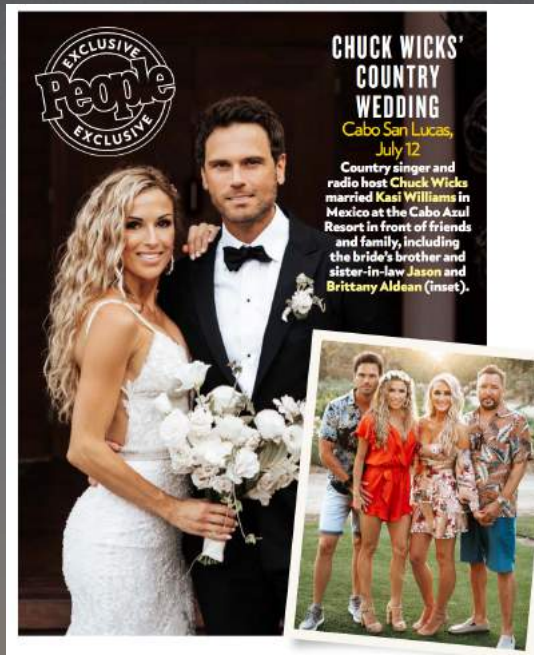 EXCLUSIVE
People
EXCLUSIVE
CHUCK WICKS'
COUNTRY
WEDDING
Cabo San Lucas,
July 12
Country singer and
radio host Chuck Wicks
married Kasi Williams in
Mexico at the Cabo Azul
Resort in front of friends
and family, including
the bride's brother and
sister-in-law Jason and
Brittany Aldean (inset).